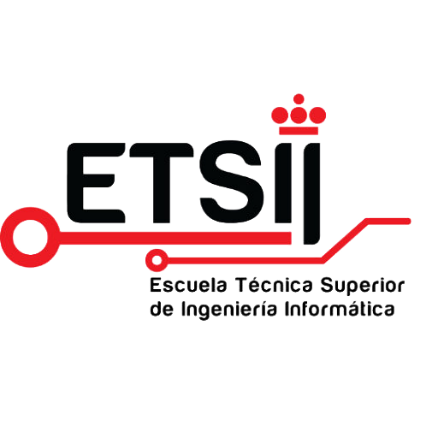 ETSII
Escuela Técnica Superior
de Ingeniería Informática